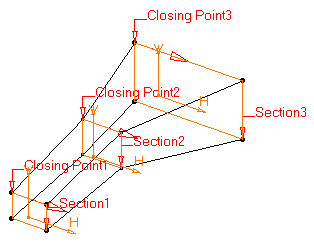 Closing Point3
V
H
Section3
Closing Point2
V
Section2
H
Closing Point1
Section1
H